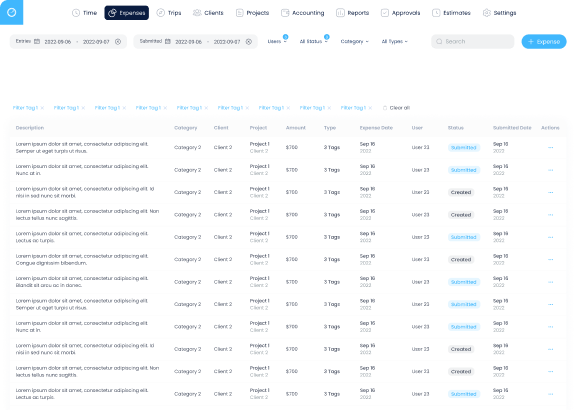 Time Expenses Trips Clients Projects Accounting Reports Approvals Estimates Settings
Entries 2022-09-06 - 2022-09-07 Submitted 2022-09-06 - 2022-09-07 Users 2 All Status 2 Category All Types Search + Expense
Filter Tag 1 × Filter Tag 1 × Filter Tag 1 × Filter Tag 1 × Filter Tag 1 × Filter Tag 1 × Filter Tag 1 × Filter Tag 1 × Filter Tag 1 × Clear all
Description Category Client Project Amount Type Expense Date User Status Submitted Date Actions
Lorem ipsum dolor sit amet, consectetur adipiscing elit. Category 2 Client 2 Project 1 $700 3 Tags Sep 16 User 23 Submitted Sep 16
Semper ut eget turpis ut risus. Client 2 2022 2022
Lorem ipsum dolor sit amet, consectetur adipiscing elit. Category 2 Client 2 Project 1 $700 3 Tags Sep 16 User 23 Submitted Sep 16
Nunc at in. Client 2 2022 2022
Lorem ipsum dolor sit amet, consectetur adipiscing elit. Id Category 2 Client 2 Project 1 $700 3 Tags Sep 16 User 23 Created Sep 16
nisi in sed nunc sit morbi. Client 2 2022 2022
Lorem ipsum dolor sit amet, consectetur adipiscing elit. Non Category 2 Client 2 Project 1 $700 3 Tags Sep 16 User 23 Created Sep 16
lectus tellus nunc sagittis. Client 2 2022 2022
Lorem ipsum dolor sit amet, consectetur adipiscing elit. Category 2 Client 2 Project 1 $700 3 Tags Sep 16 User 23 Submitted Sep 16
Lectus ac turpis. Client 2 2022 2022
Lorem ipsum dolor sit amet, consectetur adipiscing elit. Category 2 Client 2 Project 1 $700 3 Tags Sep 16 User 23 Created Sep 16
Congue dignissim bibendum. Client 2 2022 2022
Lorem ipsum dolor sit amet, consectetur adipiscing elit. Category 2 Client 2 Project 1 $700 3 Tags Sep 16 User 23 Submitted Sep 16
Blandit sit arcu ac in donec. Client 2 2022 2022
Lorem ipsum dolor sit amet, consectetur adipiscing elit. Category 2 Client 2 Project 1 $700 3 Tags Sep 16 User 23 Submitted Sep 16
Semper ut eget turpis ut risus. Client 2 2022 2022
Lorem ipsum dolor sit amet, consectetur adipiscing elit. Category 2 Client 2 Project 1 $700 3 Tags Sep 16 User 23 Submitted Sep 16
Nunc at in. Client 2 2022 2022
Lorem ipsum dolor sit amet, consectetur adipiscing elit. Id Category 2 Client 2 Project 1 $700 3 Tags Sep 16 User 23 Created Sep 16
nisi in sed nunc sit morbi. Client 2 2022 2022
Lorem ipsum dolor sit amet, consectetur adipiscing elit. Non Category 2 Client 2 Project 1 $700 3 Tags Sep 16 User 23 Created Sep 16
lectus tellus nunc sagittis. Client 2 2022 2022
Lorem ipsum dolor sit amet, consectetur adipiscing elit. Category 2 Client 2 Project 1 $700 3 Tags Sep 16 User 23 Submitted Sep 16
Lectus ac turpis. Client 2 2022 2022